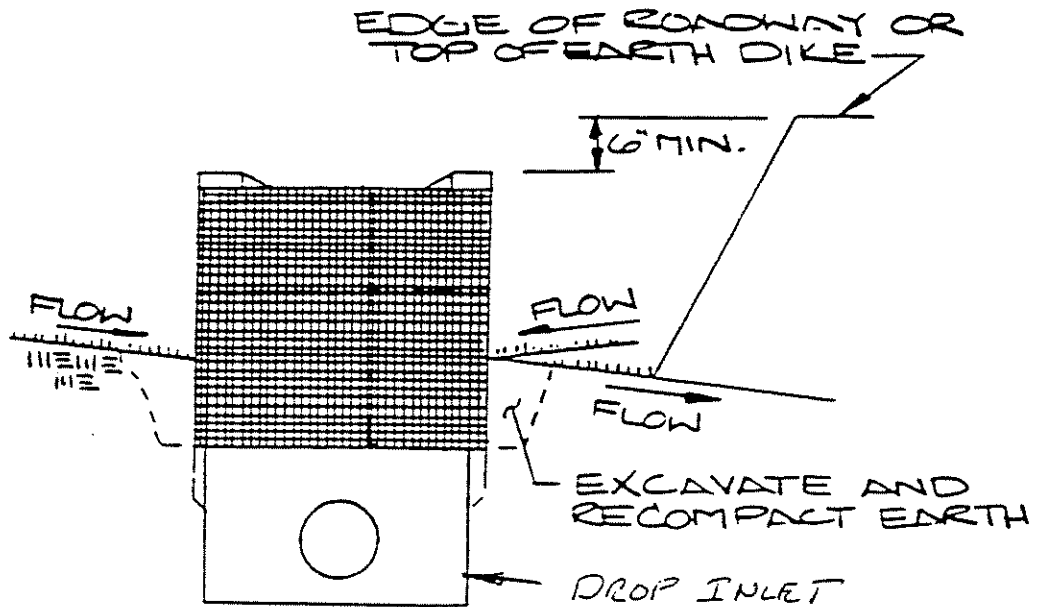 EDGE OF ROADWAY OR
TOP OF EARTH DIKE
6" MIN.
FLOW
FLOW
FLOW
EXCAVATE AND
RECOMPACT EARTH
DROP INLET